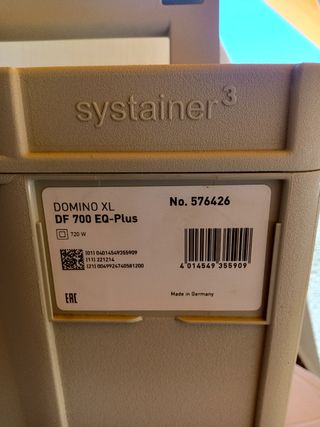 systainer³
DOMINO XL
DF 700 EQ-Plus
No. 576426
720 W
(01) 04014549355909
(11) 221214
(21) 0049924740581200
4 014549 355909
EAC
Made in Germany